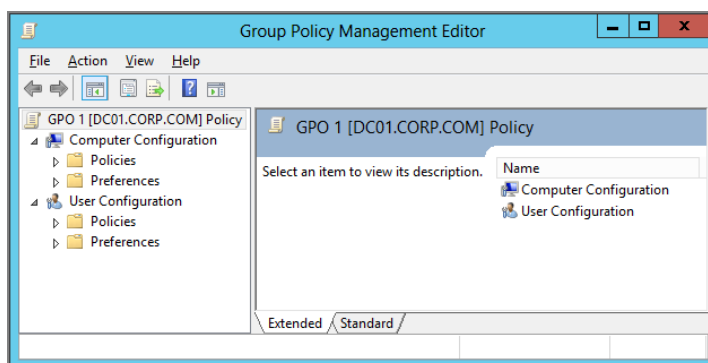 Group Policy Management Editor
File Action View Help
GPO 1 [DC01.CORP.COM] Policy
Computer Configuration
Policies
Preferences
User Configuration
Policies
Preferences
GPO 1 [DC01.CORP.COM] Policy
Select an item to view its description.
Name
Computer Configuration
User Configuration
Extended Standard